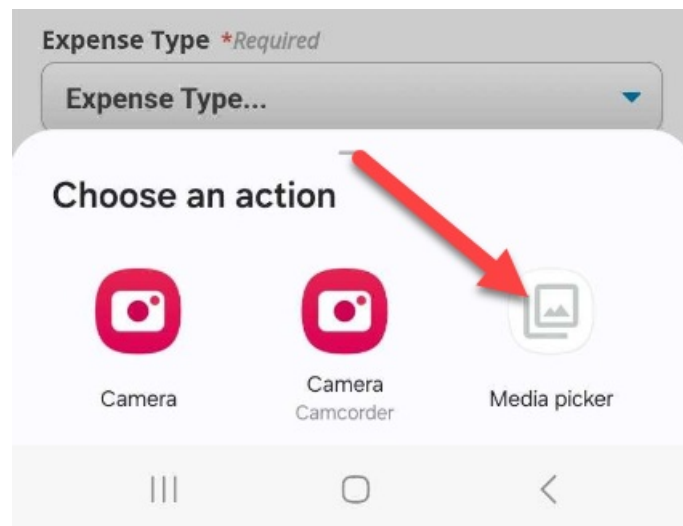 Expense Type *Required
Expense Type...
Choose an action
Camera
Camera
Camcorder
Media picker